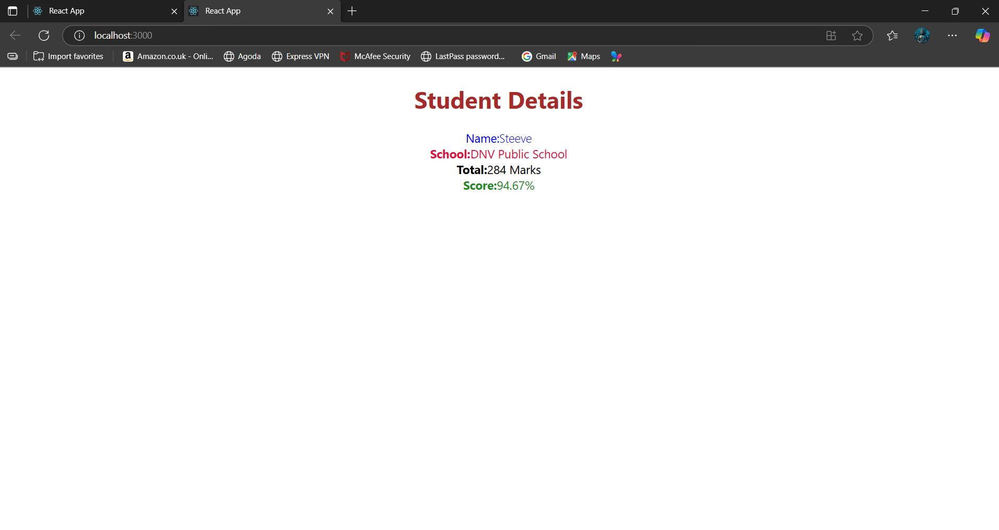 React App
React App
localhost:3000
Import favorites
Amazon.co.uk - Onli...
Agoda
Express VPN
McAfee Security
LastPass password...
Gmail
Maps
Student Details
Name:Steeve
School:DNV Public School
Total:284 Marks
Score:94.67%